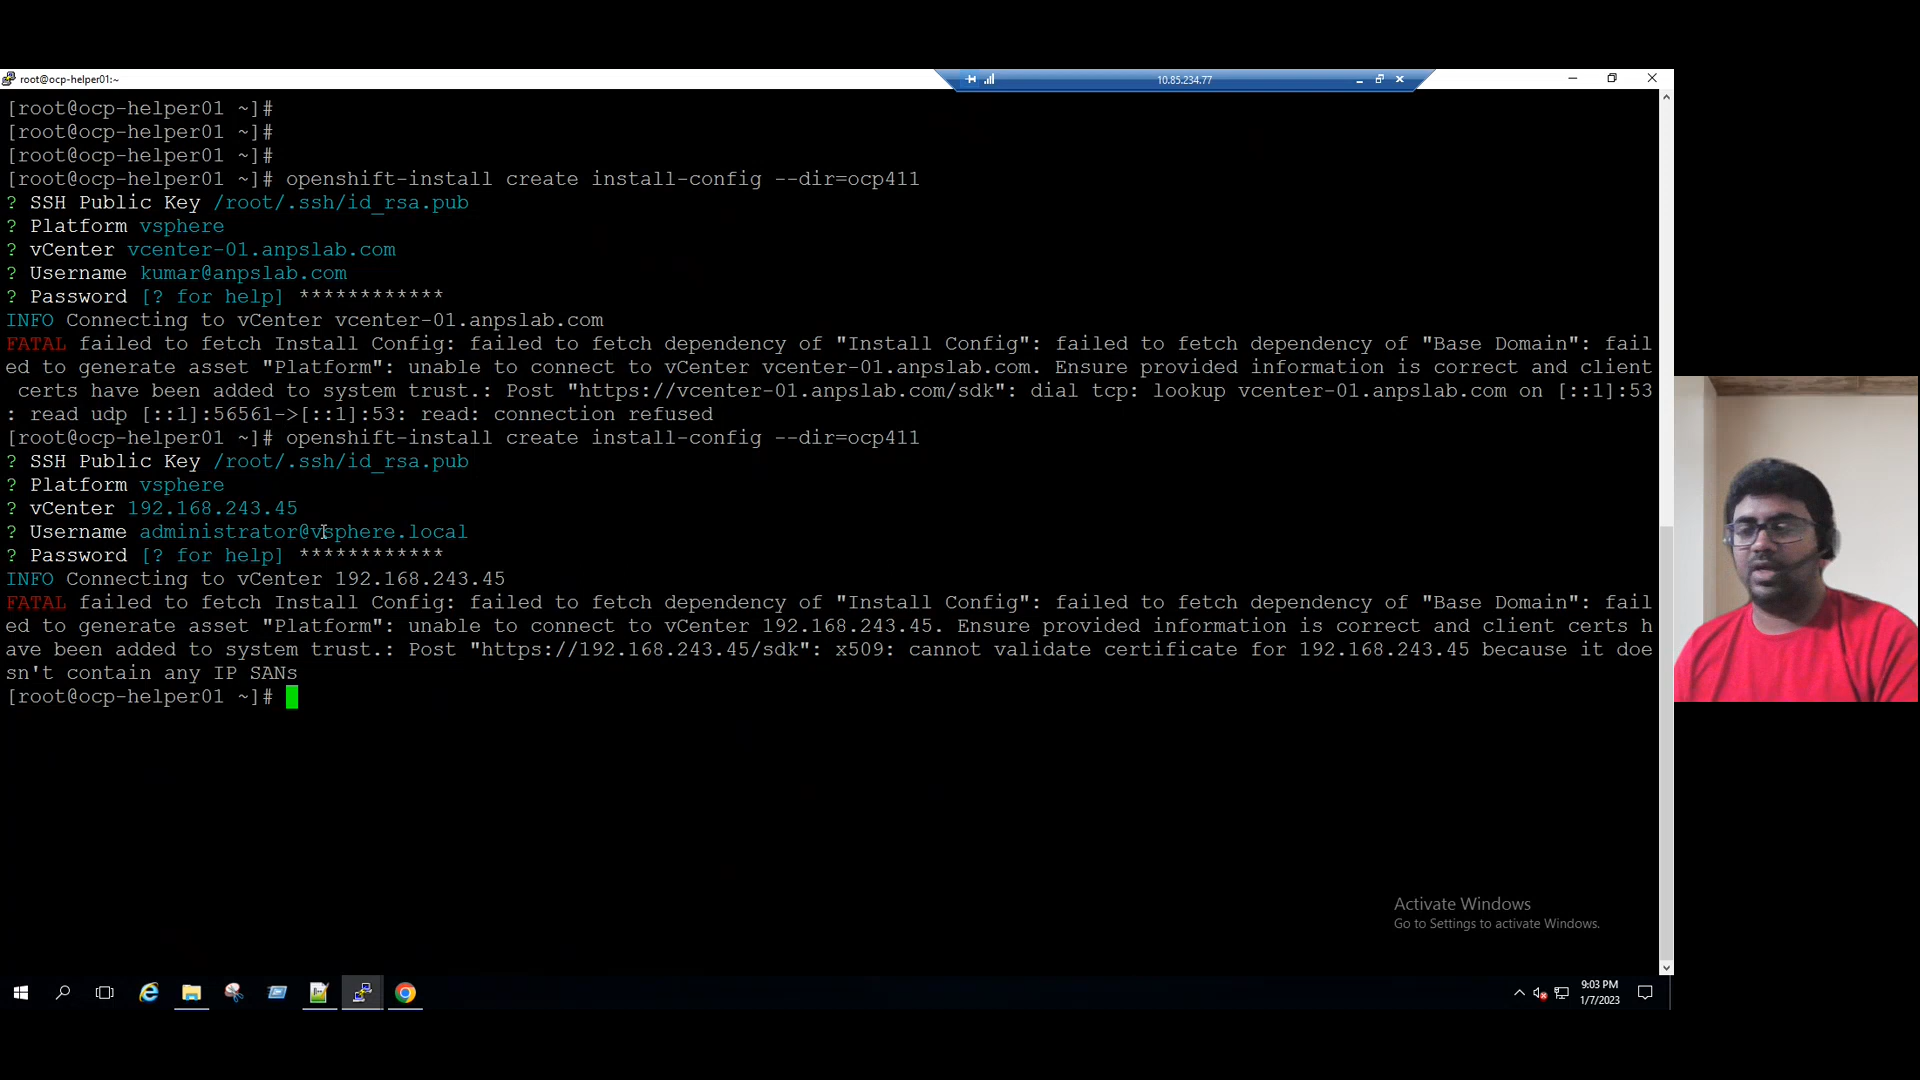 root@ocp-helper01:~
10.85.234.77
[root@ocp-helper01 ~]#
[root@ocp-helper01 ~]#
[root@ocp-helper01 ~]#
[root@ocp-helper01 ~]# openshift-install create install-config --dir=ocp411
? SSH Public Key /root/.ssh/id_rsa.pub
? Platform vsphere
? vCenter vcenter-01.anpslab.com
? Username kumar@anpslab.com
? Password [? for help] ************
INFO Connecting to vCenter vcenter-01.anpslab.com
FATAL failed to fetch Install Config: failed to fetch dependency of "Install Config": failed to fetch dependency of "Base Domain": fail
ed to generate asset "Platform": unable to connect to vCenter vcenter-01.anpslab.com. Ensure provided information is correct and client
 certs have been added to system trust.: Post "https://vcenter-01.anpslab.com/sdk": dial tcp: lookup vcenter-01.anpslab.com on [::1]:53
: read udp [::1]:56561->[::1]:53: read: connection refused
[root@ocp-helper01 ~]# openshift-install create install-config --dir=ocp411
? SSH Public Key /root/.ssh/id_rsa.pub
? Platform vsphere
? vCenter 192.168.243.45
? Username administrator@vsphere.local
? Password [? for help] ************
INFO Connecting to vCenter 192.168.243.45
FATAL failed to fetch Install Config: failed to fetch dependency of "Install Config": failed to fetch dependency of "Base Domain": fail
ed to generate asset "Platform": unable to connect to vCenter 192.168.243.45. Ensure provided information is correct and client certs h
ave been added to system trust.: Post "https://192.168.243.45/sdk": x509: cannot validate certificate for 192.168.243.45 because it doe
sn't contain any IP SANs
[root@ocp-helper01 ~]#
Activate Windows
Go to Settings to activate Windows.
9:03 PM
1/7/2023